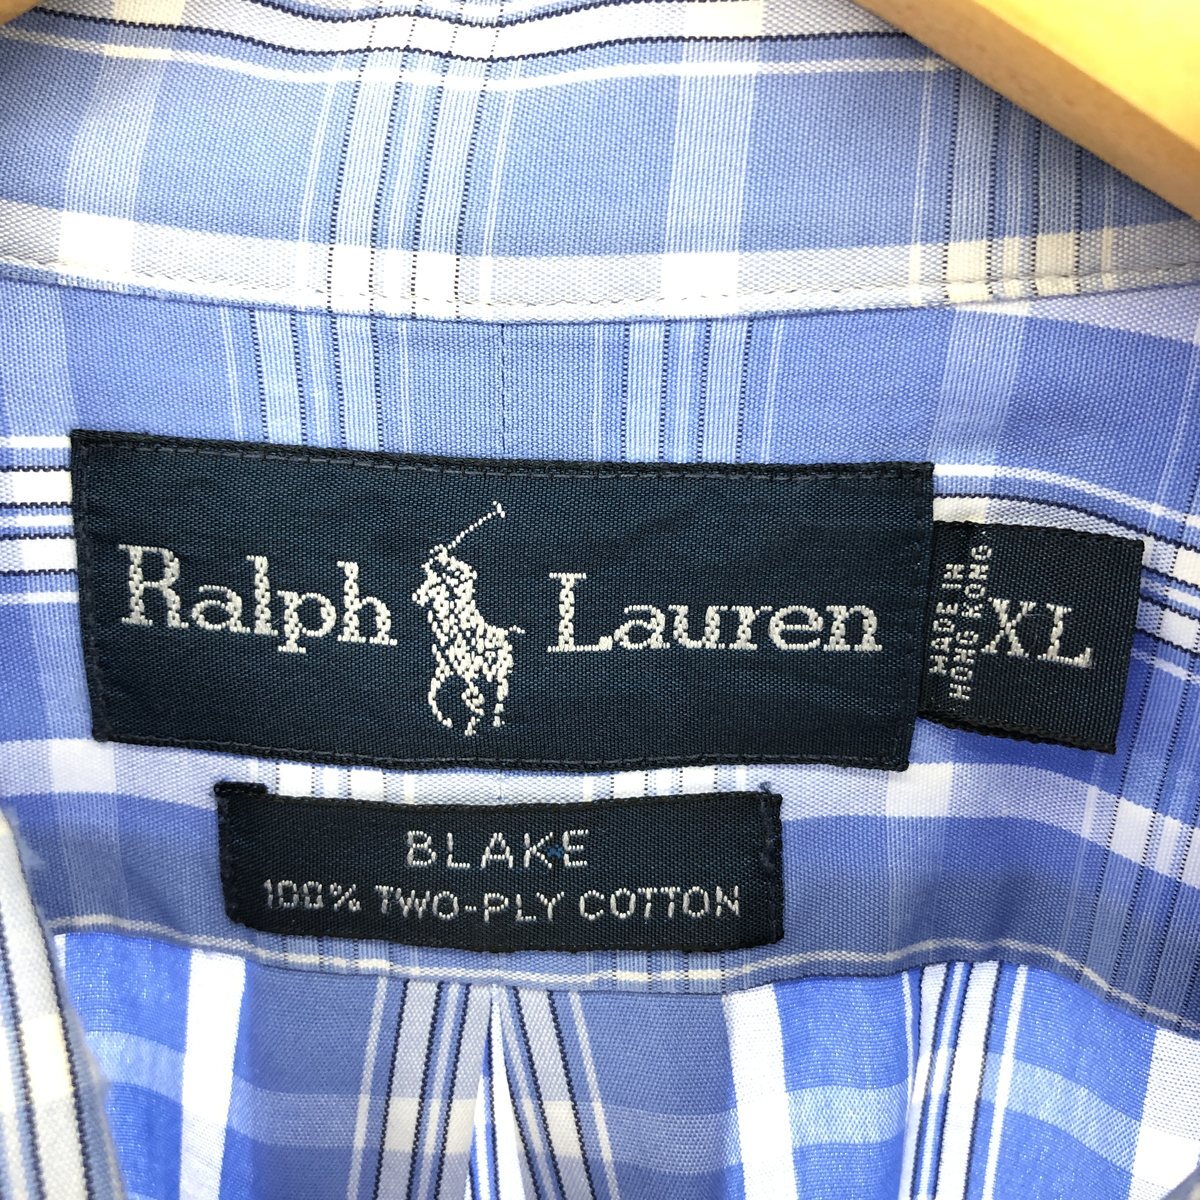 Ralph Lauren
MADE IN
HONG KONG
XL
BLAKE
100% TWO-PLY COTTON